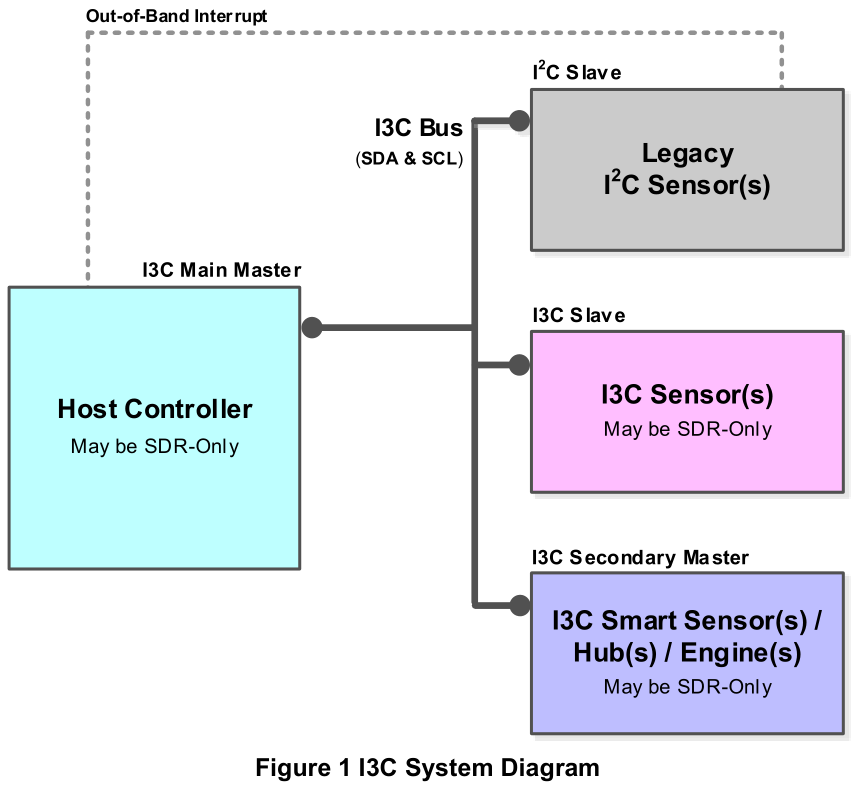 Out-of-Band Interrupt
I²C Slave
I3C Bus
(SDA & SCL)
Legacy
I²C Sensor(s)
I3C Main Master
Host Controller
May be SDR-Only
I3C Slave
I3C Sensor(s)
May be SDR-Only
I3C Secondary Master
I3C Smart Sensor(s) /
Hub(s) / Engine(s)
May be SDR-Only
Figure 1 I3C System Diagram